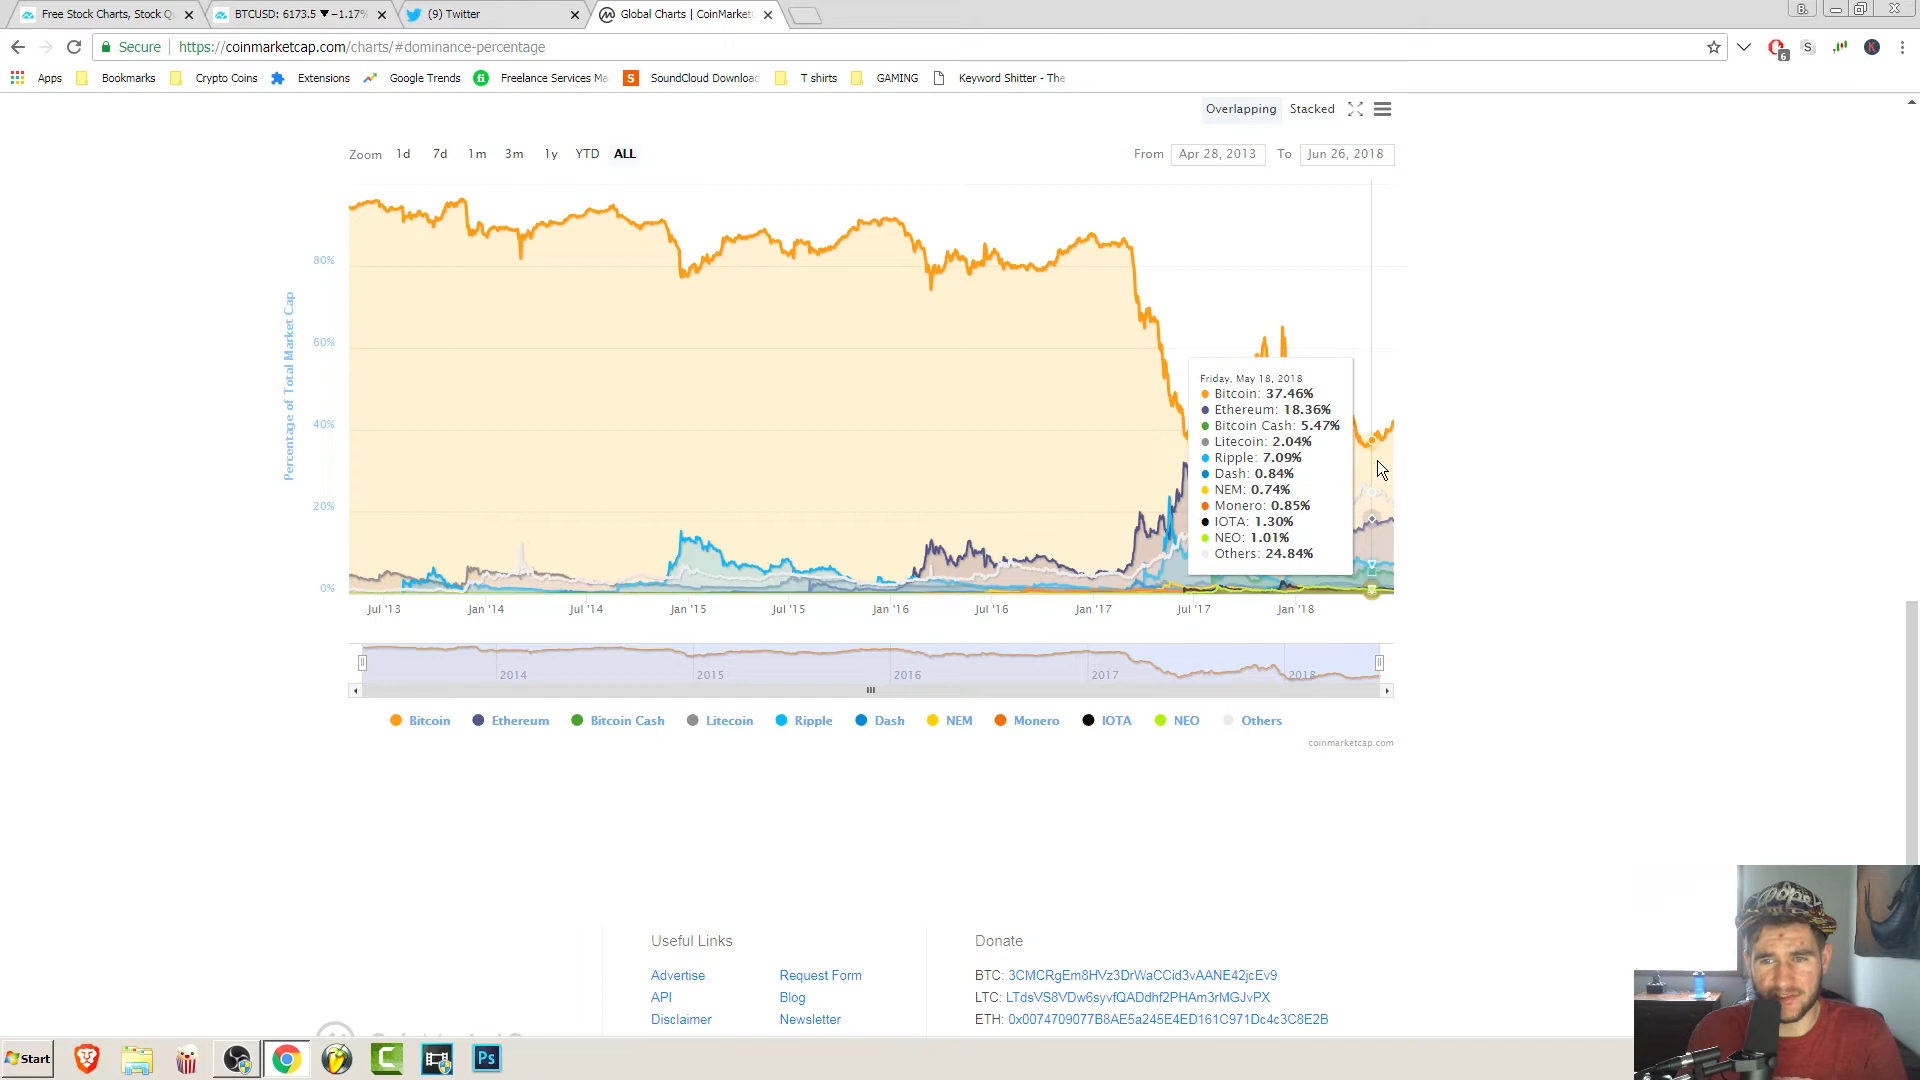 Free Stock Charts, Stock Q
BTCUSD: 6173.5 ▼ −1.17%
(9) Twitter
Global Charts | CoinMarket
B.
Secure
https://coinmarketcap.com/charts/#dominance-percentage
6
S
K
Apps
Bookmarks
Crypto Coins
Extensions
Google Trends
fi
Freelance Services Ma
S
SoundCloud Download
T shirts
GAMING
Keyword Shitter - The
Overlapping
Stacked
Zoom
1d
7d
1m
3m
1y
YTD
ALL
From
Apr 28, 2013
To
Jun 26, 2018
Percentage of Total Market Cap
80%
60%
40%
20%
0%
Friday, May 18, 2018
Bitcoin: 37.46%
Ethereum: 18.36%
Bitcoin Cash: 5.47%
Litecoin: 2.04%
Ripple: 7.09%
Dash: 0.84%
NEM: 0.74%
Monero: 0.85%
IOTA: 1.30%
NEO: 1.01%
Others: 24.84%
Jul '13
Jan '14
Jul '14
Jan '15
Jul '15
Jan '16
Jul '16
Jan '17
Jul '17
Jan '18
2014
2015
2016
2017
2018
Bitcoin
Ethereum
Bitcoin Cash
Litecoin
Ripple
Dash
NEM
Monero
IOTA
NEO
Others
coinmarketcap.com
Useful Links
Donate
Advertise
Request Form
BTC: 3CMCRgEm8HVz3DrWaCCid3vAANE42jcEv9
API
Blog
LTC: LTdsVS8VDw6syvfQADdhf2PHAm3rMGJvPX
Disclaimer
Newsletter
ETH: 0x0074709077B8AE5a245E4ED161C971Dc4c3C8E2B
Start
Ps